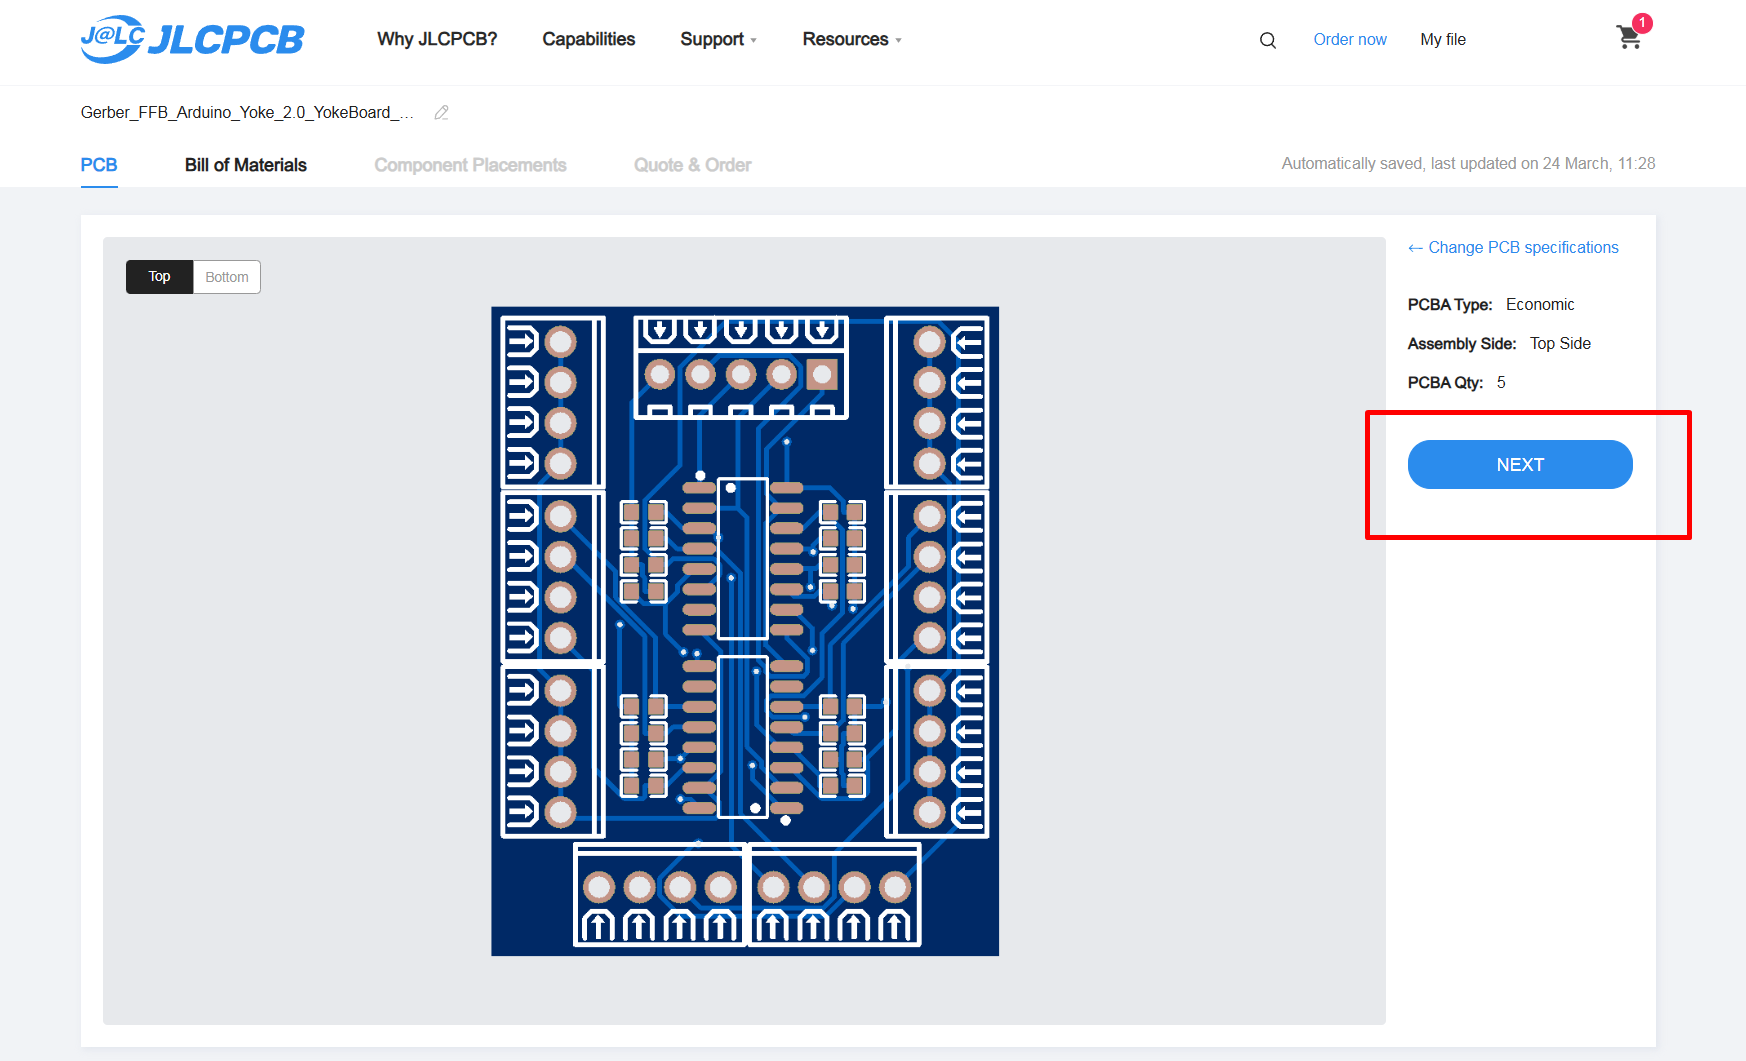 J@LC JLCPCB
Why JLCPCB? Capabilities Support Resources Order now My file 1
Gerber_FFB_Arduino_Yoke_2.0_YokeBoard_...
PCB Bill of Materials Component Placements Quote & Order Automatically saved, last updated on 24 March, 11:28
Top Bottom
← Change PCB specifications
PCBA Type: Economic
Assembly Side: Top Side
PCBA Qty: 5
NEXT